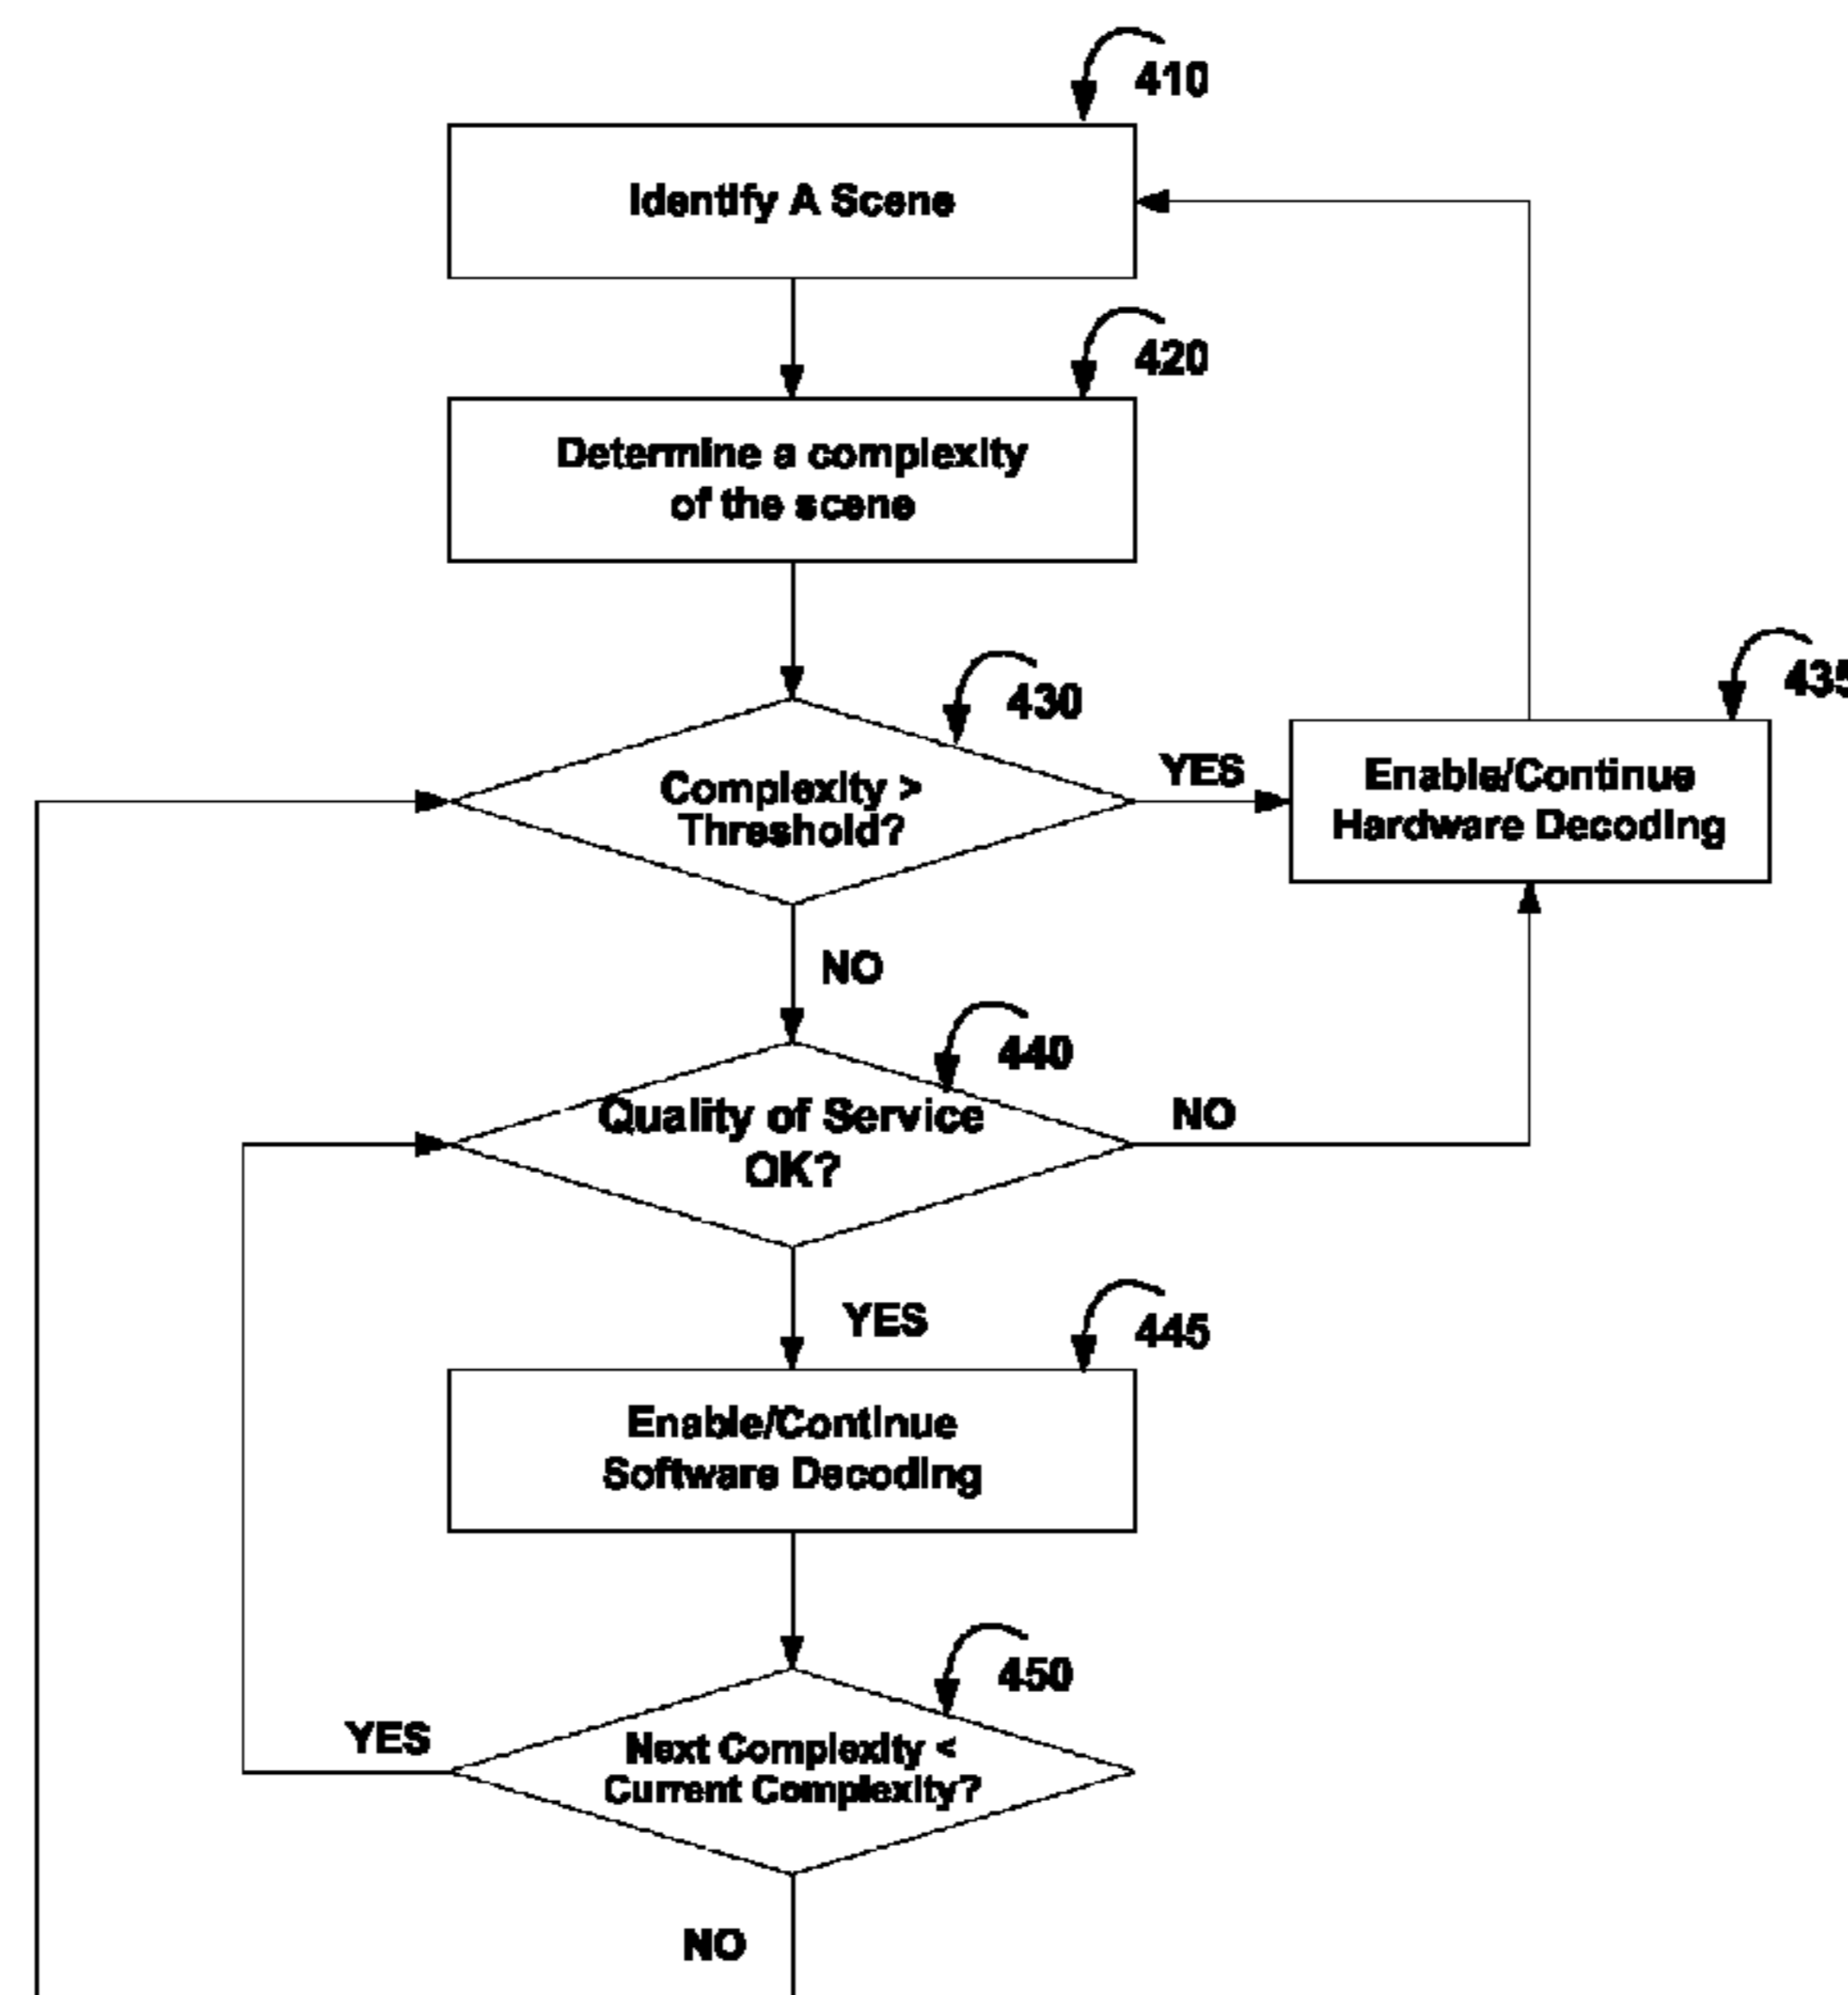 410
Identify A Scene
420
Determine a complexity
of the scene
430
Complexity >
Threshold?
YES
435
Enable/Continue
Hardware Decoding
NO
440
Quality of Service
OK?
NO
YES
445
Enable/Continue
Software Decoding
450
Next Complexity <
Current Complexity?
YES
NO